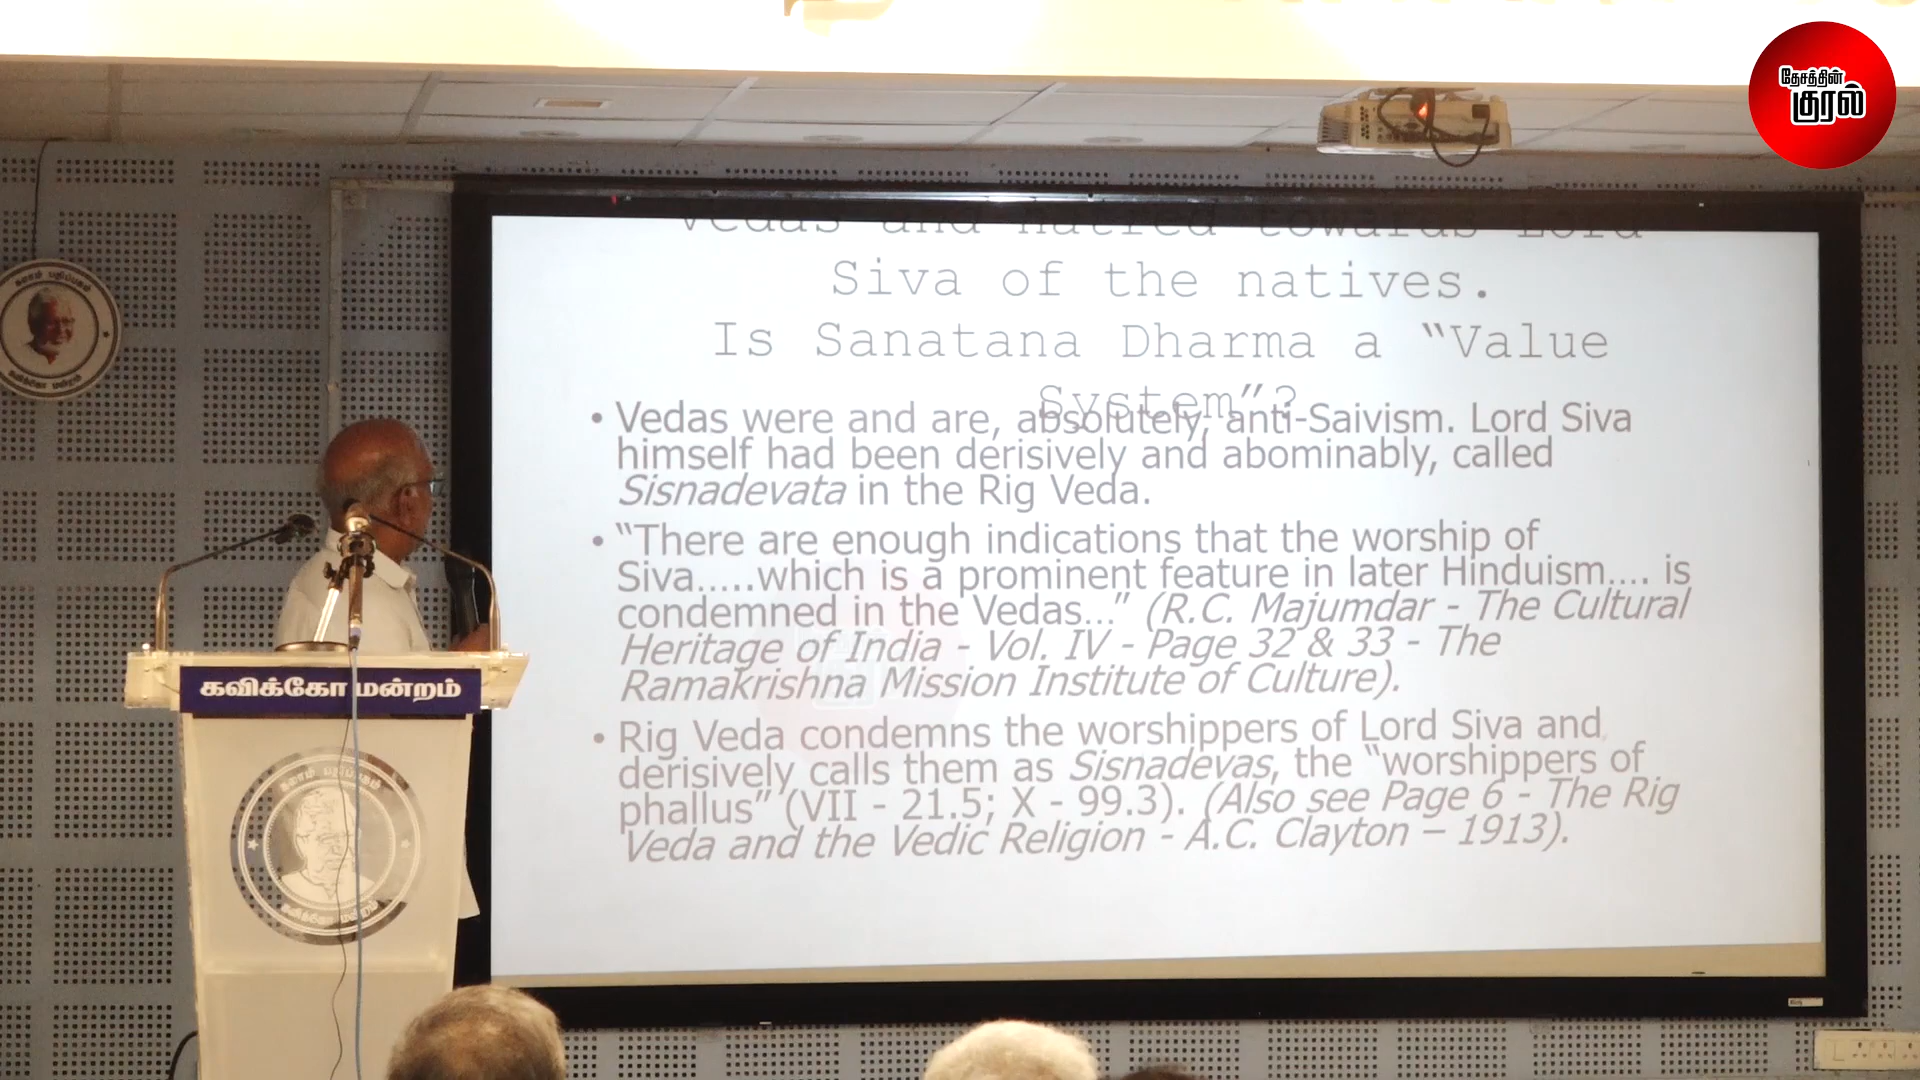 தேசத்தின்
குரல்
Vedas and hatred towards Lord
Siva of the natives.
Is Sanatana Dharma a “Value
System”?
• Vedas were and are, absolutely, anti-Saivism. Lord Siva
himself had been derisively and abominably, called
Sisnadevata in the Rig Veda.
• “There are enough indications that the worship of
Siva.....which is a prominent feature in later Hinduism.... is
condemned in the Vedas...” (R.C. Majumdar - The Cultural
Heritage of India - Vol. IV - Page 32 & 33 - The
Ramakrishna Mission Institute of Culture).
• Rig Veda condemns the worshippers of Lord Siva and
derisively calls them as Sisnadevas, the “worshippers of
phallus” (VII - 21.5; X - 99.3). (Also see Page 6 - The Rig
Veda and the Vedic Religion - A.C. Clayton – 1913).
கவிக்கோ மன்றம்